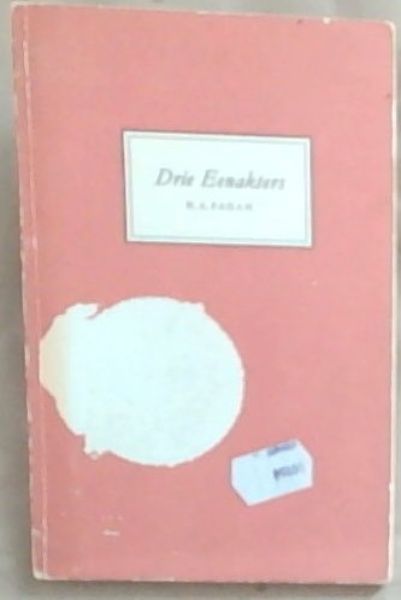 Drie Eenakters
H. A. FAGAN